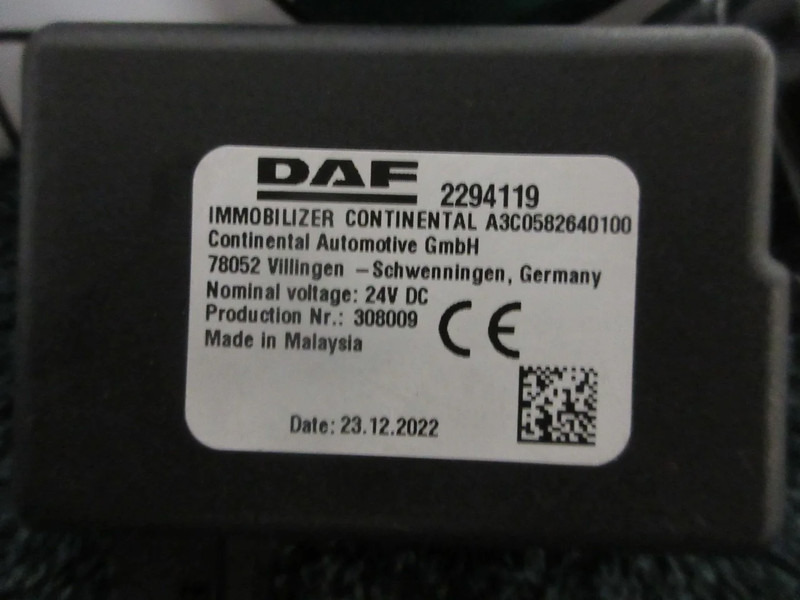 DAF 2294119
IMMOBILIZER CONTINENTAL A3C0582640100
Continental Automotive GmbH
78052 Villingen – Schwenningen, Germany
Nominal voltage: 24V DC
Production Nr.: 308009
Made in Malaysia
CE
Date: 23.12.2022